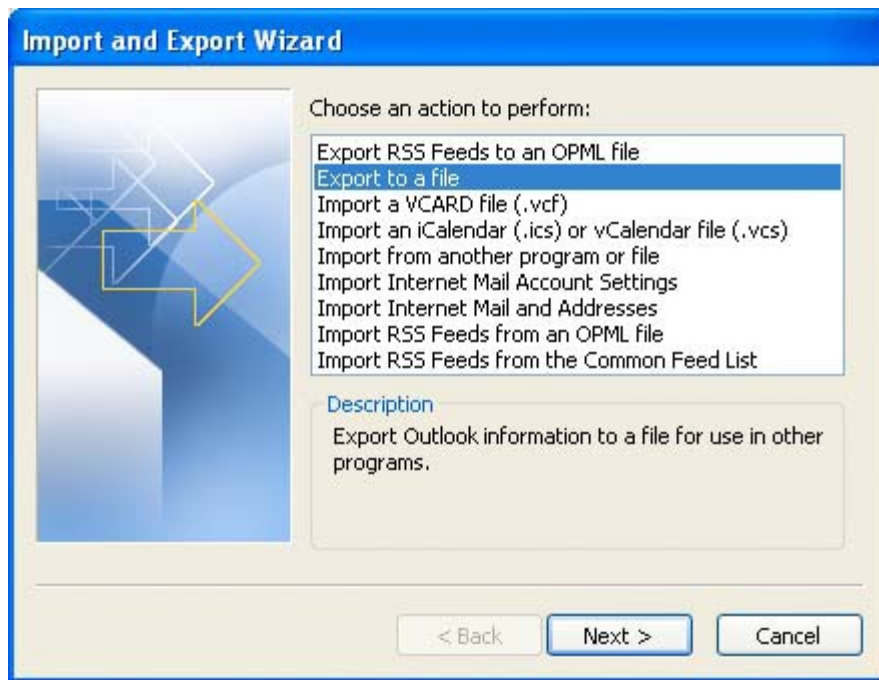 Import and Export Wizard
Choose an action to perform:
Export RSS Feeds to an OPML file
Export to a file
Import a VCARD file (.vcf)
Import an iCalendar (.ics) or vCalendar file (.vcs)
Import from another program or file
Import Internet Mail Account Settings
Import Internet Mail and Addresses
Import RSS Feeds from an OPML file
Import RSS Feeds from the Common Feed List
Description
Export Outlook information to a file for use in other
programs.
< Back Next > Cancel